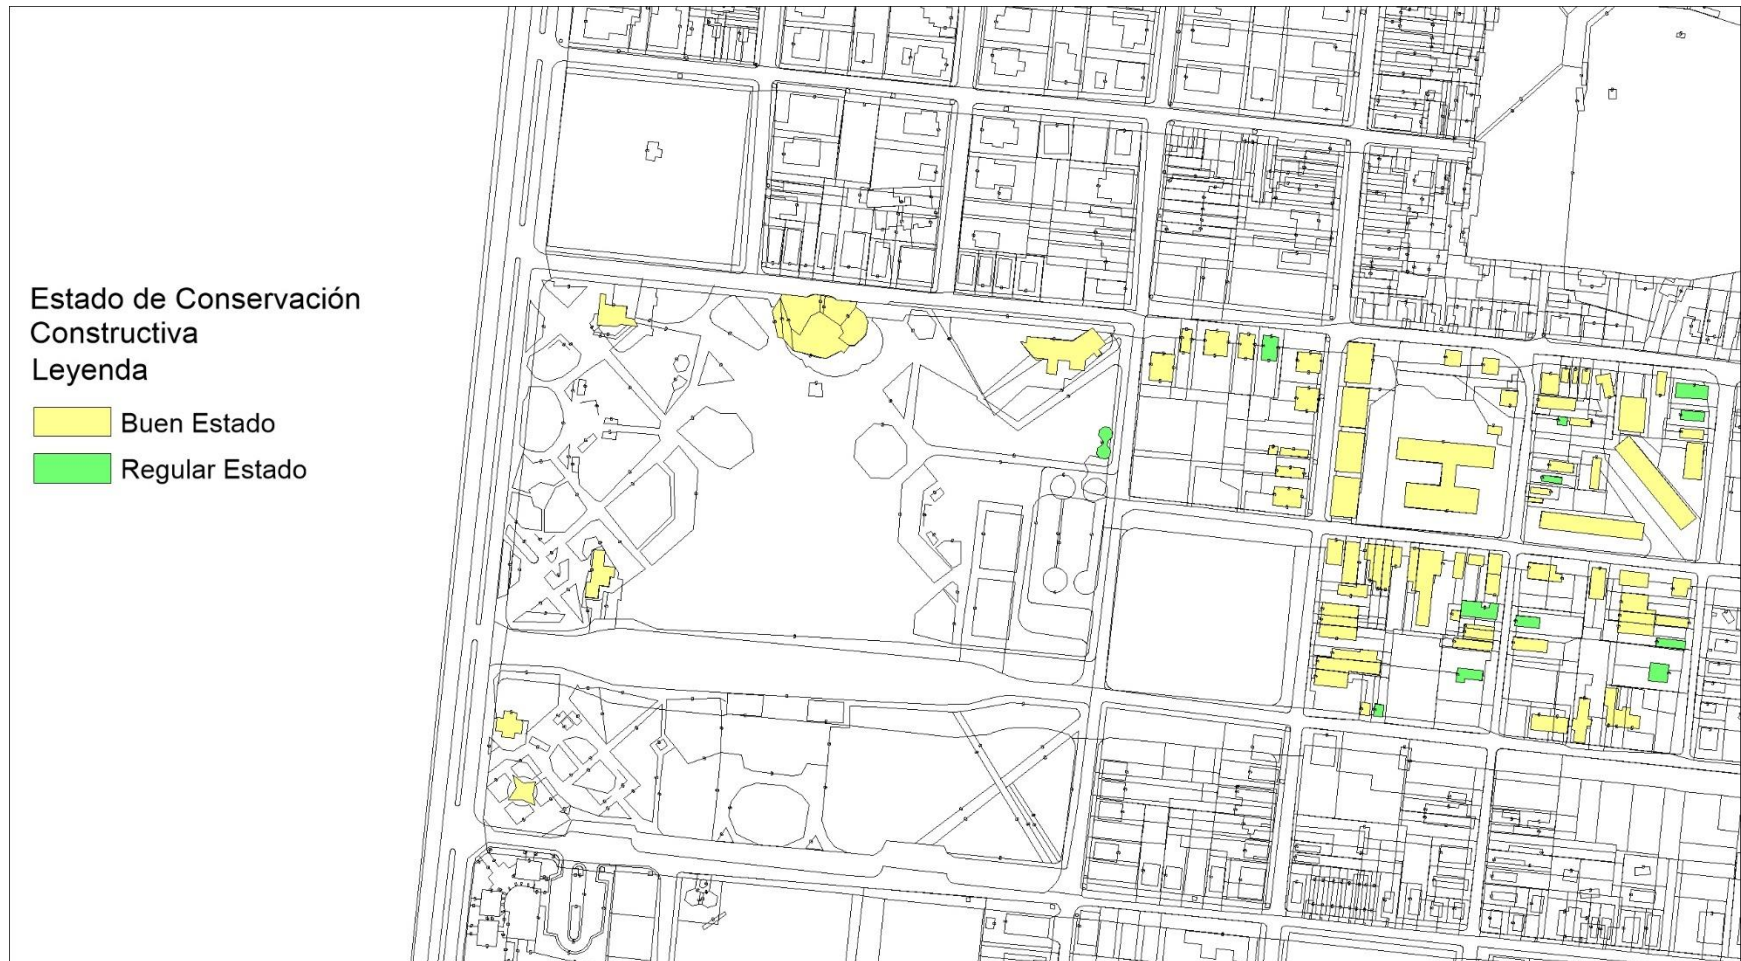 Estado de Conservación
Constructiva
Leyenda
Buen Estado
Regular Estado